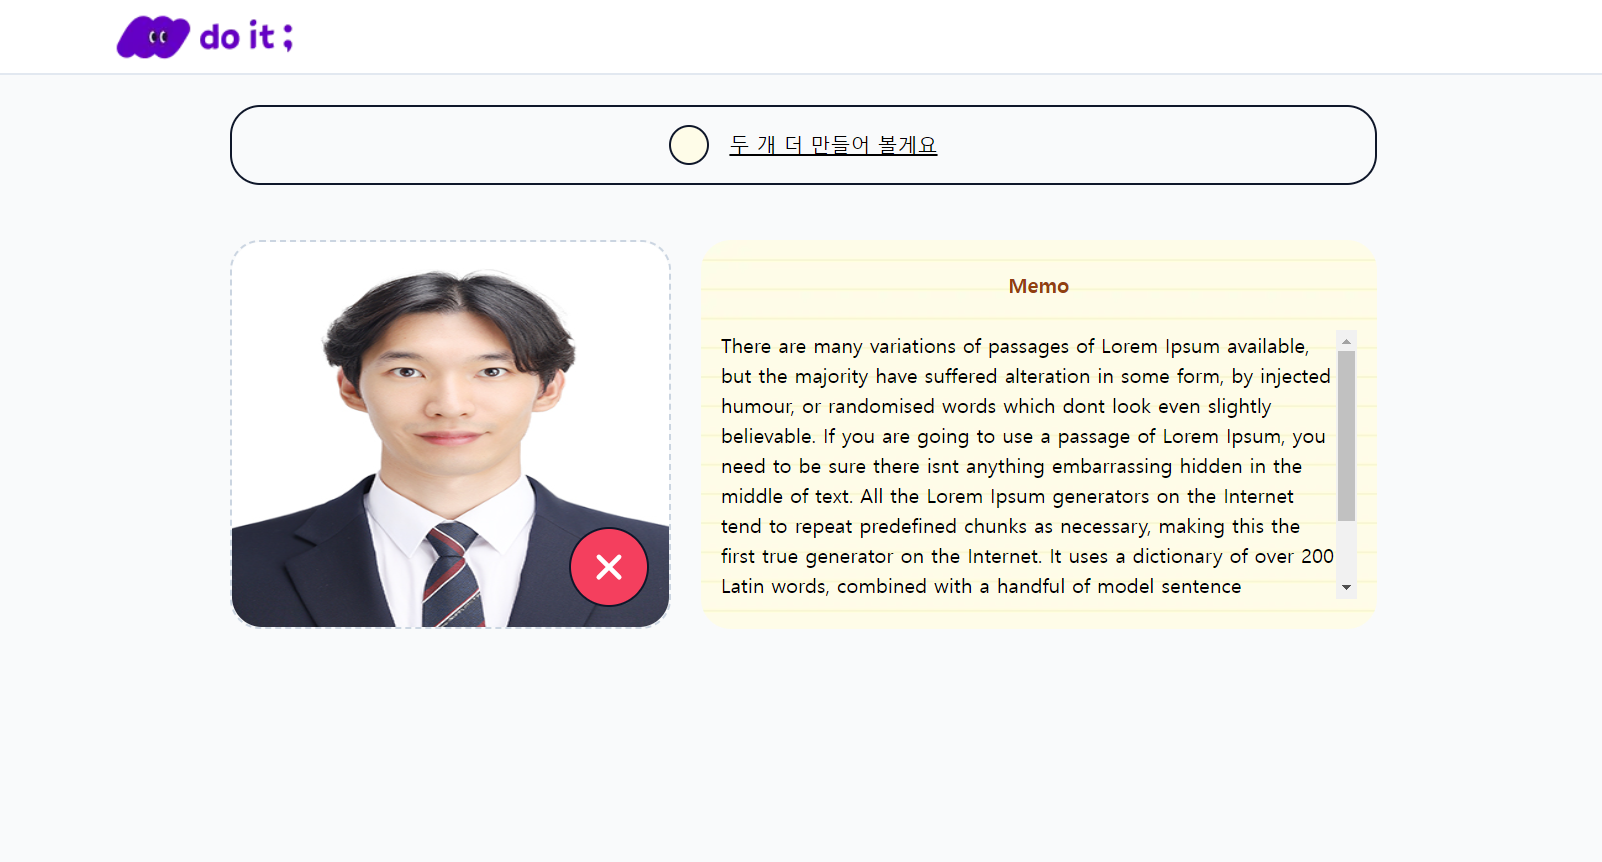 do it ;
두 개 더 만들어 볼게요
Memo
There are many variations of passages of Lorem Ipsum available,
but the majority have suffered alteration in some form, by injected
humour, or randomised words which dont look even slightly
believable. If you are going to use a passage of Lorem Ipsum, you
need to be sure there isnt anything embarrassing hidden in the
middle of text. All the Lorem Ipsum generators on the Internet
tend to repeat predefined chunks as necessary, making this the
first true generator on the Internet. It uses a dictionary of over 200
Latin words, combined with a handful of model sentence